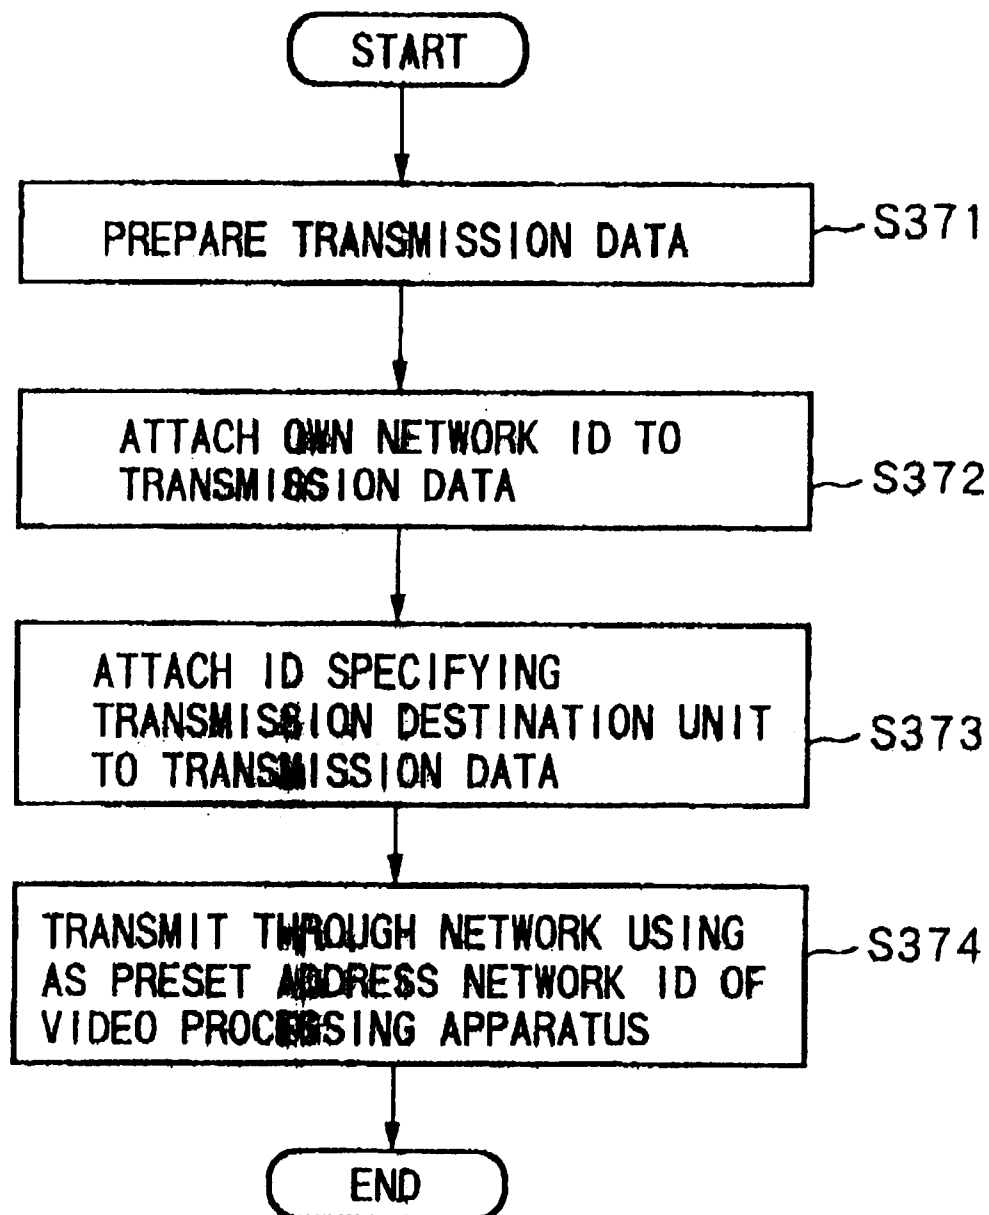 START
PREPARE TRANSMISSION DATA
S371
ATTACH OWN NETWORK ID TO
TRANSMISSION DATA
S372
ATTACH ID SPECIFYING
TRANSMISSION DESTINATION UNIT
TO TRANSMISSION DATA
S373
TRANSMIT THROUGH NETWORK USING
AS PRESET ADDRESS NETWORK ID OF
VIDEO PROCESSING APPARATUS
S374
END